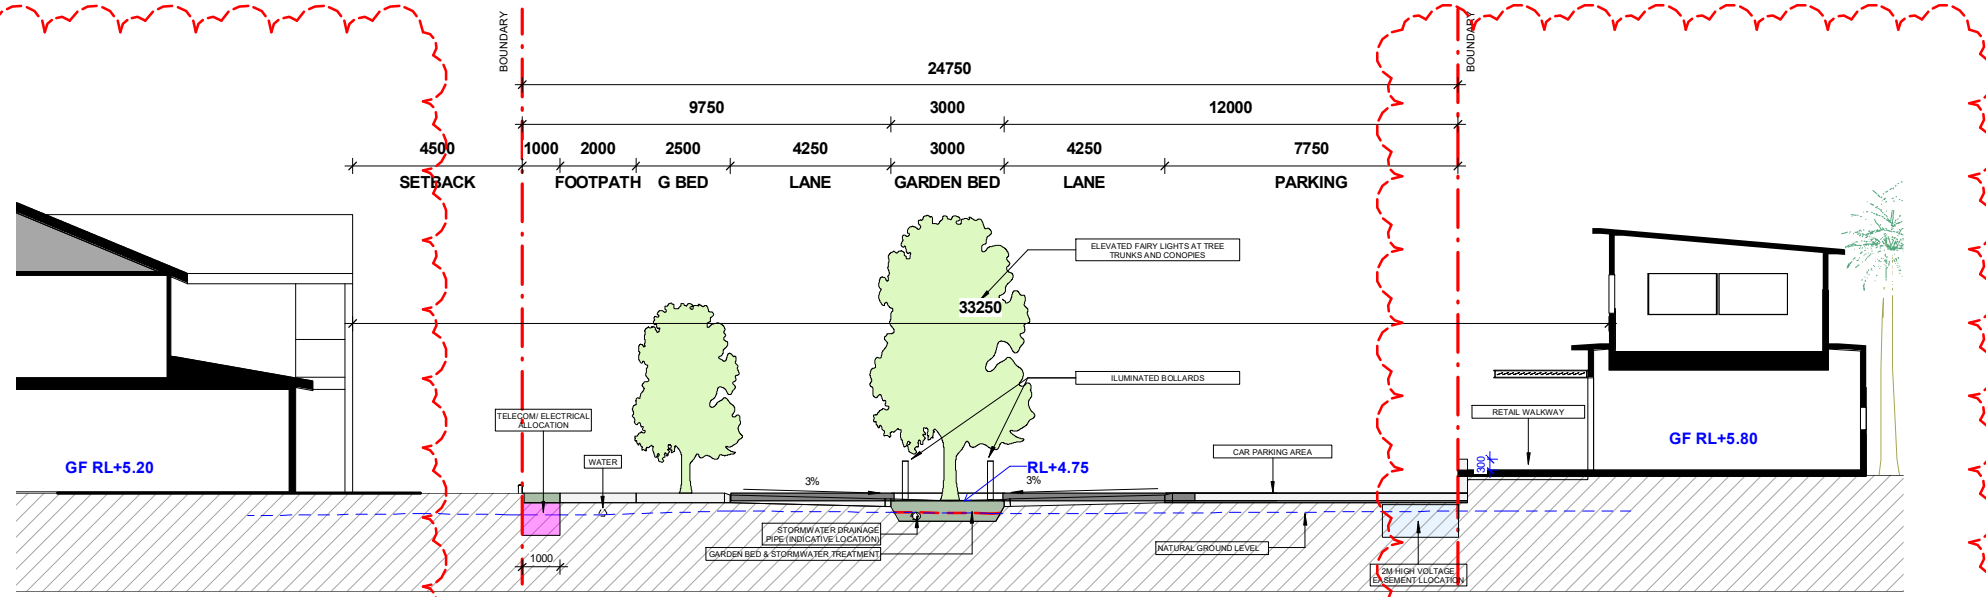 BOUNDARY
BOUNDARY
24750
9750
3000
12000
4500
1000
2000
2500
4250
3000
4250
7750
SETBACK
FOOTPATH
G BED
LANE
GARDEN BED
LANE
PARKING
ELEVATED FAIRY LIGHTS AT TREE
TRUNKS AND CONOPIES
33250
ILUMINATED BOLLARDS
TELECOM/ ELECTRICAL
ALLOCATION
RETAIL WALKWAY
GF RL+5.80
CAR PARKING AREA
WATER
GF RL+5.20
RL+4.75
300
3%
3%
STORMWATER DRAINAGE
PIPE (INDICATIVE LOCATION)
GARDEN BED & STORMWATER TREATMENT
NATURAL GROUND LEVEL
1000
2M HIGH VOLTAGE
EASEMENT LLOCATION